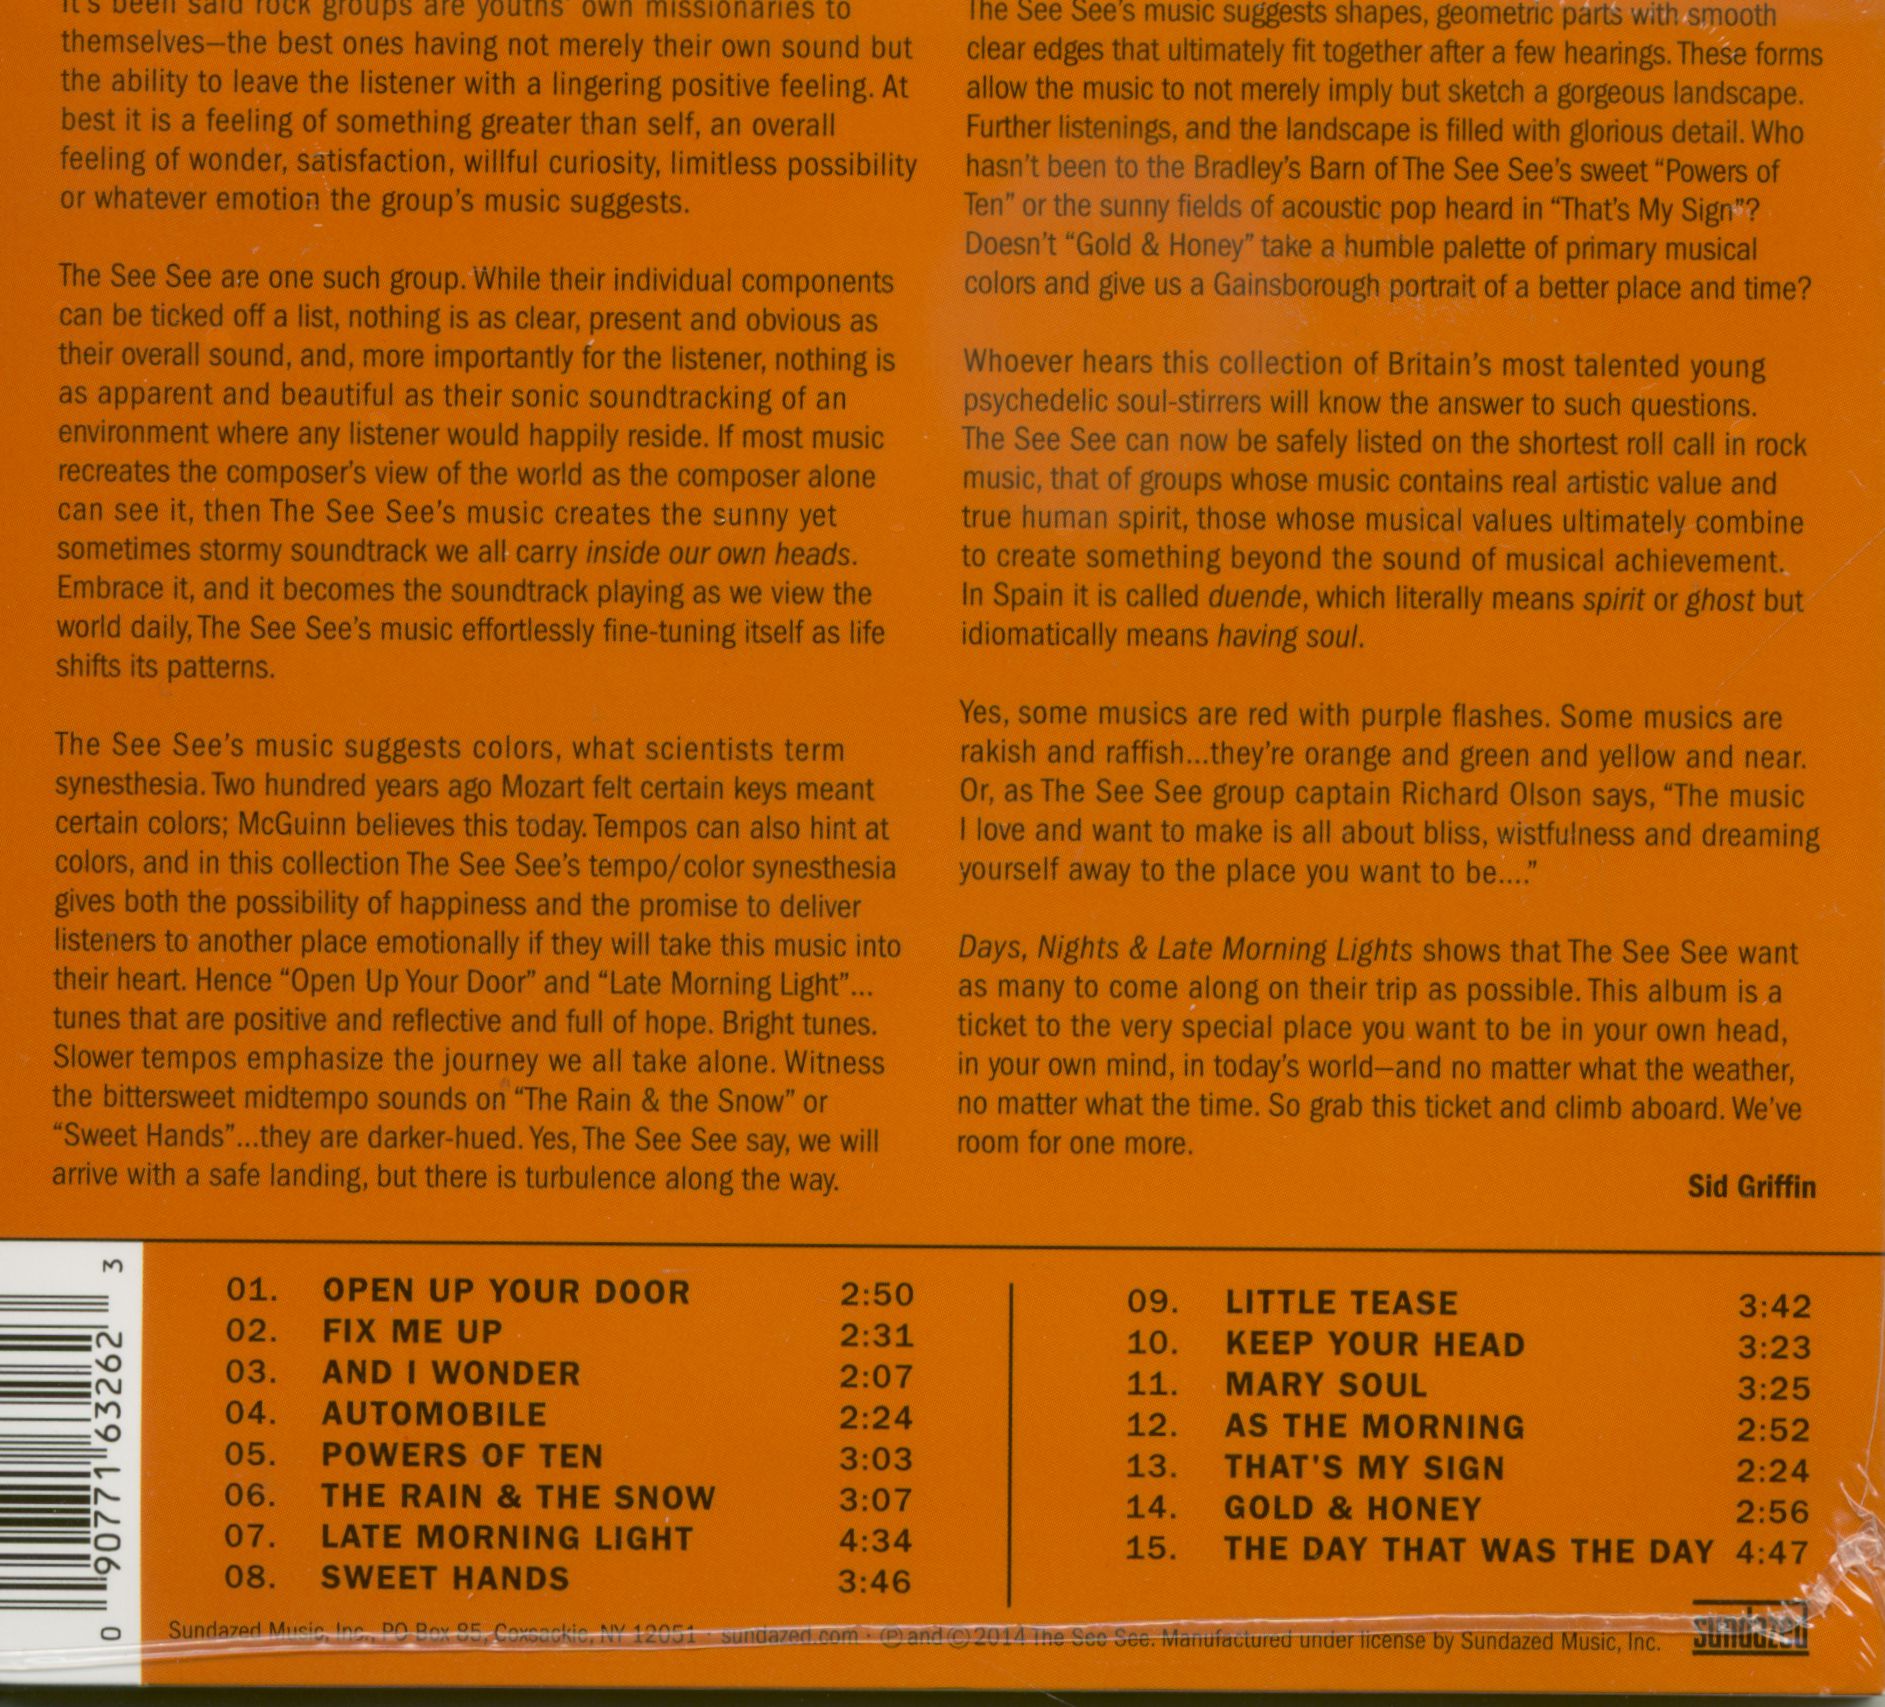 It's been said rock groups are youths' own missionaries to
themselves—the best ones having not merely their own sound but
the ability to leave the listener with a lingering positive feeling. At
best it is a feeling of something greater than self, an overall
feeling of wonder, satisfaction, willful curiosity, limitless possibility
or whatever emotion the group's music suggests.
The See See are one such group. While their individual components
can be ticked off a list, nothing is as clear, present and obvious as
their overall sound, and, more importantly for the listener, nothing is
as apparent and beautiful as their sonic soundtracking of an
environment where any listener would happily reside. If most music
recreates the composer's view of the world as the composer alone
can see it, then The See See's music creates the sunny yet
sometimes stormy soundtrack we all carry inside our own heads.
Embrace it, and it becomes the soundtrack playing as we view the
world daily, The See See's music effortlessly fine-tuning itself as life
shifts its patterns.
The See See's music suggests colors, what scientists term
synesthesia. Two hundred years ago Mozart felt certain keys meant
certain colors; McGuinn believes this today. Tempos can also hint at
colors, and in this collection The See See's tempo/color synesthesia
gives both the possibility of happiness and the promise to deliver
listeners to another place emotionally if they will take this music into
their heart. Hence “Open Up Your Door” and “Late Morning Light”...
tunes that are positive and reflective and full of hope. Bright tunes.
Slower tempos emphasize the journey we all take alone. Witness
the bittersweet midtempo sounds on “The Rain & the Snow” or
“Sweet Hands”...they are darker-hued. Yes, The See See say, we will
arrive with a safe landing, but there is turbulence along the way.
The See See's music suggests shapes, geometric parts with smooth
clear edges that ultimately fit together after a few hearings. These forms
allow the music to not merely imply but sketch a gorgeous landscape.
Further listenings, and the landscape is filled with glorious detail. Who
hasn't been to the Bradley's Barn of The See See's sweet “Powers of
Ten” or the sunny fields of acoustic pop heard in “That's My Sign”?
Doesn't “Gold & Honey” take a humble palette of primary musical
colors and give us a Gainsborough portrait of a better place and time?
Whoever hears this collection of Britain's most talented young
psychedelic soul-stirrers will know the answer to such questions.
The See See can now be safely listed on the shortest roll call in rock
music, that of groups whose music contains real artistic value and
true human spirit, those whose musical values ultimately combine
to create something beyond the sound of musical achievement.
In Spain it is called duende, which literally means spirit or ghost but
idiomatically means having soul.
Yes, some musics are red with purple flashes. Some musics are
rakish and raffish...they're orange and green and yellow and near.
Or, as The See See group captain Richard Olson says, “The music
I love and want to make is all about bliss, wistfulness and dreaming
yourself away to the place you want to be....”
Days, Nights & Late Morning Lights shows that The See See want
as many to come along on their trip as possible. This album is a
ticket to the very special place you want to be in your own head,
in your own mind, in today's world—and no matter what the weather,
no matter what the time. So grab this ticket and climb aboard. We've
room for one more.
Sid Griffin
01. OPEN UP YOUR DOOR 2:50
02. FIX ME UP 2:31
03. AND I WONDER 2:07
04. AUTOMOBILE 2:24
05. POWERS OF TEN 3:03
06. THE RAIN & THE SNOW 3:07
07. LATE MORNING LIGHT 4:34
08. SWEET HANDS 3:46
09. LITTLE TEASE 3:42
10. KEEP YOUR HEAD 3:23
11. MARY SOUL 3:25
12. AS THE MORNING 2:52
13. THAT'S MY SIGN 2:24
14. GOLD & HONEY 2:56
15. THE DAY THAT WAS THE DAY 4:47
0 90771 63262 3
Sundazed Music, Inc., PO Box 85, Coxsackie, NY 12051 · sundazed.com · ℗ and © 2014 The See See. Manufactured under license by Sundazed Music, Inc.
sundazed